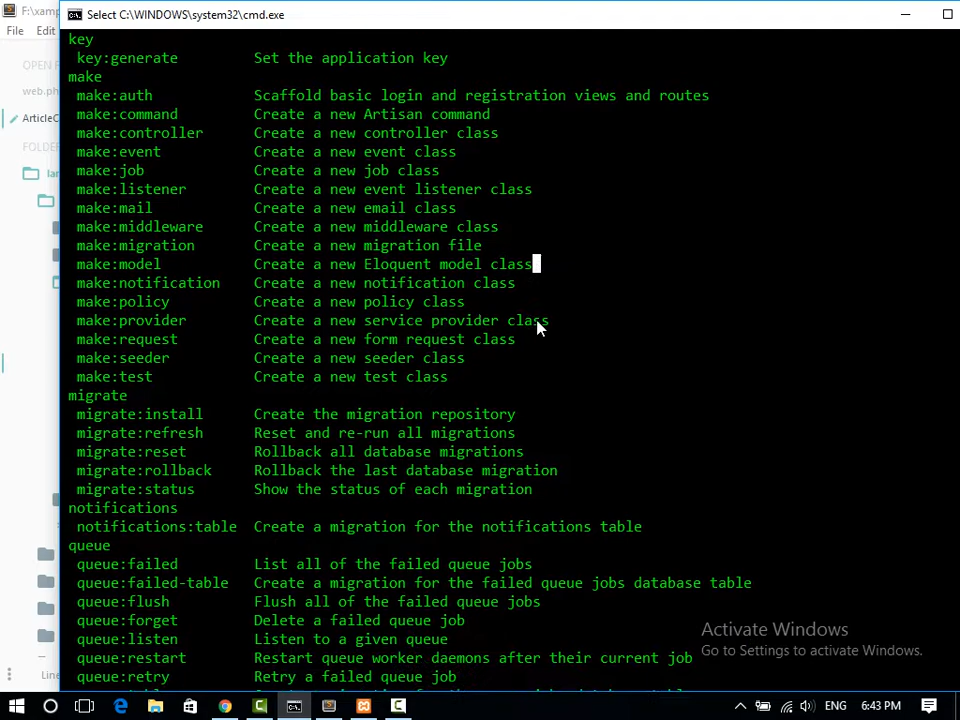 F:\xamp
Select C:\WINDOWS\system32\cmd.exe
File Edit
OPEN F
web.ph
ArticleC
FOLDER
lar
Line
key
key:generate Set the application key
make
make:auth Scaffold basic login and registration views and routes
make:command Create a new Artisan command
make:controller Create a new controller class
make:event Create a new event class
make:job Create a new job class
make:listener Create a new event listener class
make:mail Create a new email class
make:middleware Create a new middleware class
make:migration Create a new migration file
make:model Create a new Eloquent model class
make:notification Create a new notification class
make:policy Create a new policy class
make:provider Create a new service provider class
make:request Create a new form request class
make:seeder Create a new seeder class
make:test Create a new test class
migrate
migrate:install Create the migration repository
migrate:refresh Reset and re-run all migrations
migrate:reset Rollback all database migrations
migrate:rollback Rollback the last database migration
migrate:status Show the status of each migration
notifications
notifications:table Create a migration for the notifications table
queue
queue:failed List all of the failed queue jobs
queue:failed-table Create a migration for the failed queue jobs database table
queue:flush Flush all of the failed queue jobs
queue:forget Delete a failed queue job
queue:listen Listen to a given queue
queue:restart Restart queue worker daemons after their current job
queue:retry Retry a failed queue job
Activate Windows
Go to Settings to activate Windows.
ENG 6:43 PM